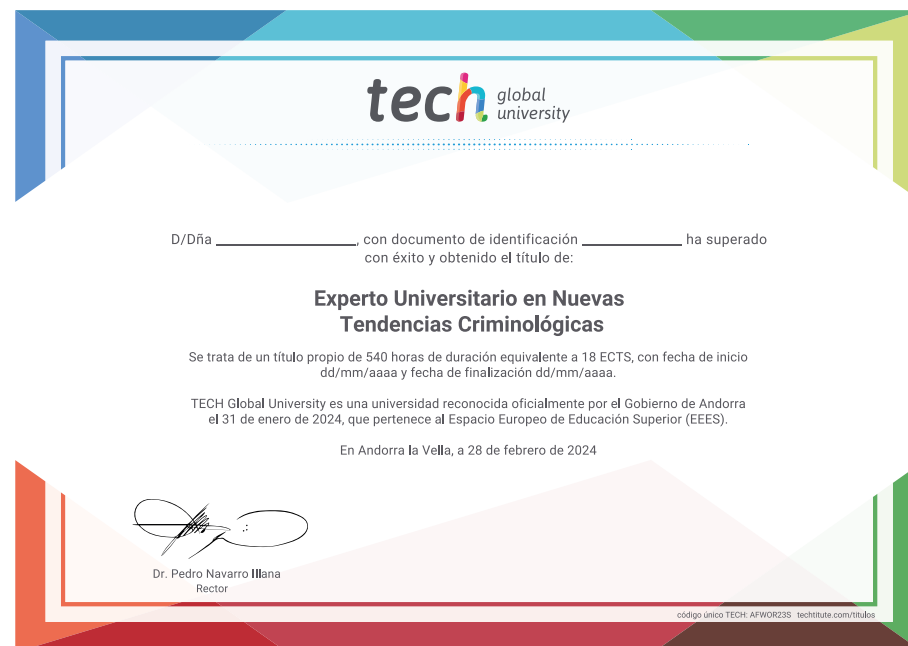 tech global university
D/Dña ______________, con documento de identificación __________ ha superado
con éxito y obtenido el título de:
Experto Universitario en Nuevas
Tendencias Criminológicas
Se trata de un título propio de 540 horas de duración equivalente a 18 ECTS, con fecha de inicio
dd/mm/aaaa y fecha de finalización dd/mm/aaaa.
TECH Global University es una universidad reconocida oficialmente por el Gobierno de Andorra
el 31 de enero de 2024, que pertenece al Espacio Europeo de Educación Superior (EEES).
En Andorra la Vella, a 28 de febrero de 2024
Dr. Pedro Navarro Illana
Rector
código único TECH: AFWOR23S techtitute.com/titulos